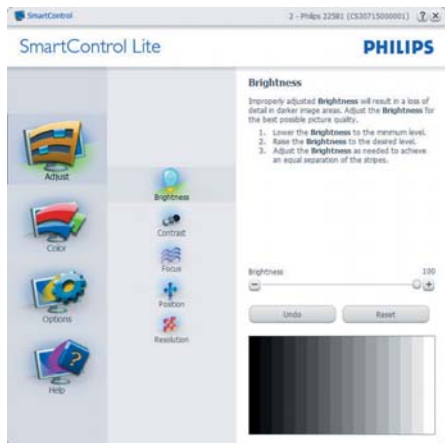 SmartControl
2 - Philips 225B1 (CS30715000001)
SmartControl Lite
PHILIPS
Adjust
Color
Options
Help
Brightness
Contrast
Focus
Position
Resolution
Brightness
Improperly adjusted Brightness will result in a loss of
detail in darker image areas. Adjust the Brightness for
the best possible picture quality.
1. Lower the Brightness to the minimum level.
2. Raise the Brightness to the desired level.
3. Adjust the Brightness as needed to achieve
an equal separation of the stripes.
Brightness 100
Undo Reset